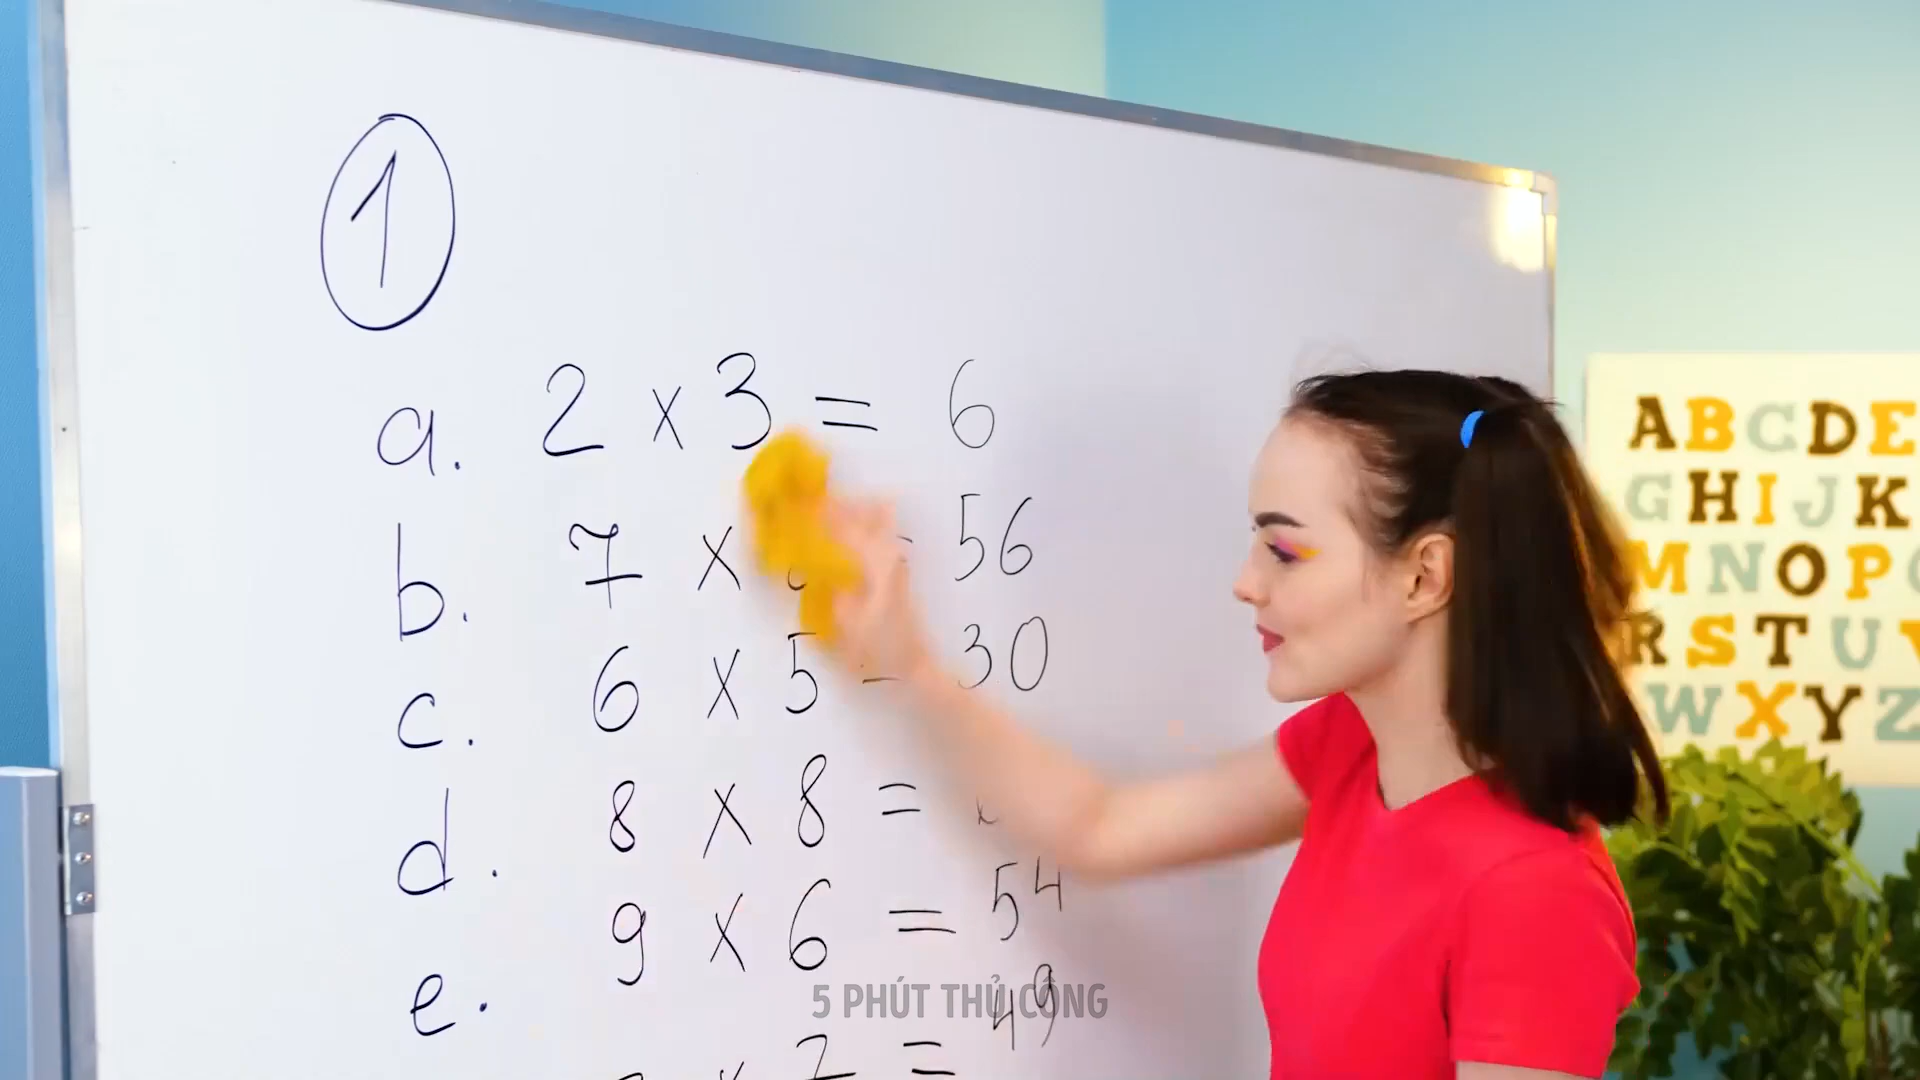 1
a. 2 x 3 = 6
b. 7 x 56
c. 6 x 5 30
d. 8 x 8 =
e. 9 x 6 = 54
7 = 49
5 PHÚT THỦ CÔNG
ABCDE
GHIJK
MNOP
RSTU
WXYZ